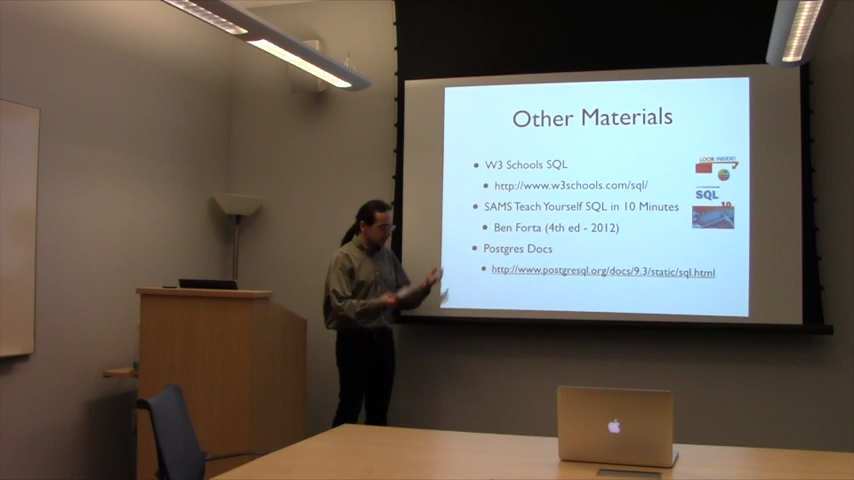 Other Materials
• W3 Schools SQL
• http://www.w3schools.com/sql/
• SAMS Teach Yourself SQL in 10 Minutes
• Ben Forta (4th ed - 2012)
• Postgres Docs
• http://www.postgresql.org/docs/9.3/static/sql.html
LOOK INSIDE!
SQL
10